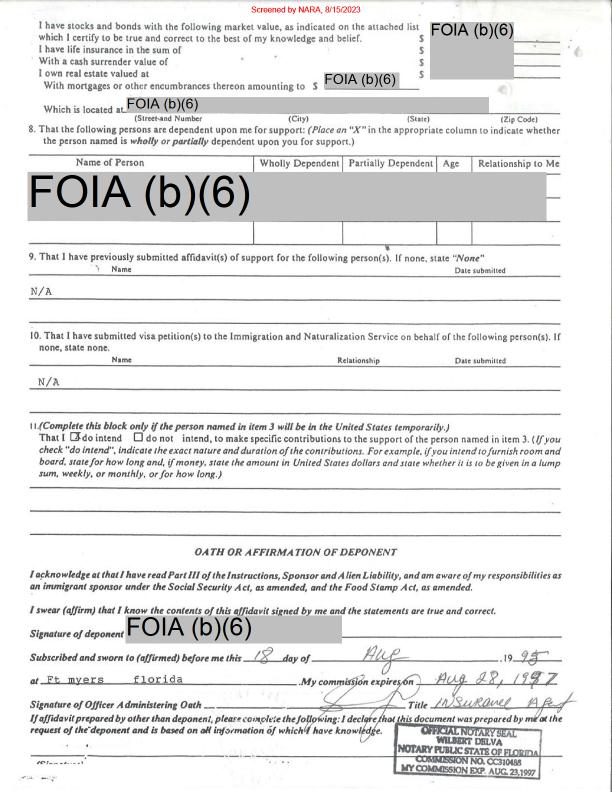 Screened by NARA, 8/15/2023
I have stocks and bonds with the following market value, as indicated on the attached list
which I certify to be true and correct to the best of my knowledge and belief. $ FOIA (b)(6)
I have life insurance in the sum of $
With a cash surrender value of $
I own real estate valued at $
With mortgages or other encumbrances thereon amounting to $ FOIA (b)(6)
Which is located at FOIA (b)(6)
(Street and Number (City) (State) (Zip Code)
8. That the following persons are dependent upon me for support: (Place an "X" in the appropriate column to indicate whether
the person named is wholly or partially dependent upon you for support.)
Name of Person Wholly Dependent Partially Dependent Age Relationship to Me
FOIA (b)(6)
9. That I have previously submitted affidavit(s) of support for the following person(s). If none, state "None"
Name Date submitted
N/A
10. That I have submitted visa petition(s) to the Immigration and Naturalization Service on behalf of the following person(s). If
none, state none.
Name Relationship Date submitted
N/A
11.(Complete this block only if the person named in item 3 will be in the United States temporarily.)
That I do intend do not intend, to make specific contributions to the support of the person named in item 3. (If you
check "do intend", indicate the exact nature and duration of the contributions. For example, if you intend to furnish room and
board, state for how long and, if money, state the amount in United States dollars and state whether it is to be given in a lump
sum, weekly, or monthly, or for how long.)
OATH OR AFFIRMATION OF DEPONENT
I acknowledge at that I have read Part III of the Instructions, Sponsor and Alien Liability, and am aware of my responsibilities as
an immigrant sponsor under the Social Security Act, as amended, and the Food Stamp Act, as amended.
I swear (affirm) that I know the contents of this affidavit signed by me and the statements are true and correct.
Signature of deponent FOIA (b)(6)
Subscribed and sworn to (affirmed) before me this 18 day of Aug .19 95
at Ft myers florida .My commission expires on Aug 28, 1997
Signature of Officer Administering Oath Title Insurance Agent
If affidavit prepared by other than deponent, please complete the following: I declare that this document was prepared by me at the
request of the deponent and is based on all information of which I have knowledge.
OFFICIAL NOTARY SEAL
WILBERT DELVA
NOTARY PUBLIC STATE OF FLORIDA
COMMISSION NO. CC310488
MY COMMISSION EXP. AUG. 23,1997
(Signature)